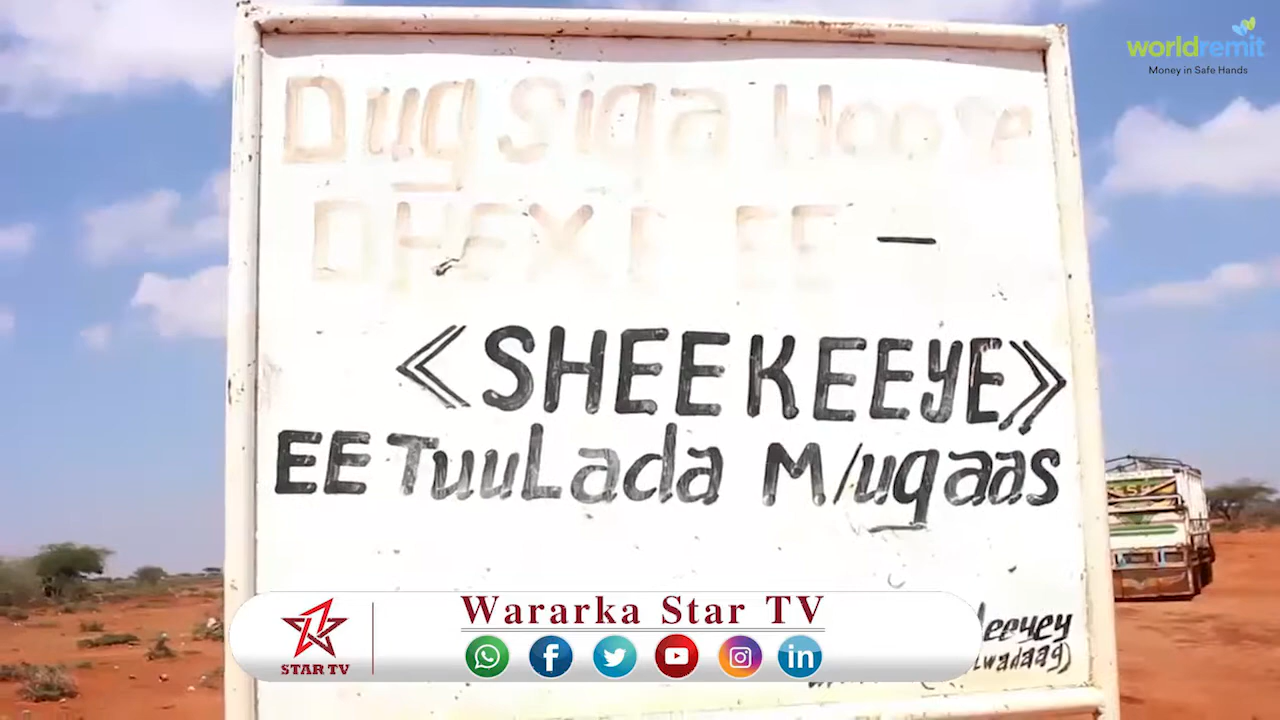 worldremit
Money in Safe Hands
DugSiga Hoose
DHEXE EE –
《SHEEKEEYE》
EE TuuLada M/uqaas
Wararka Star TV
STAR TV